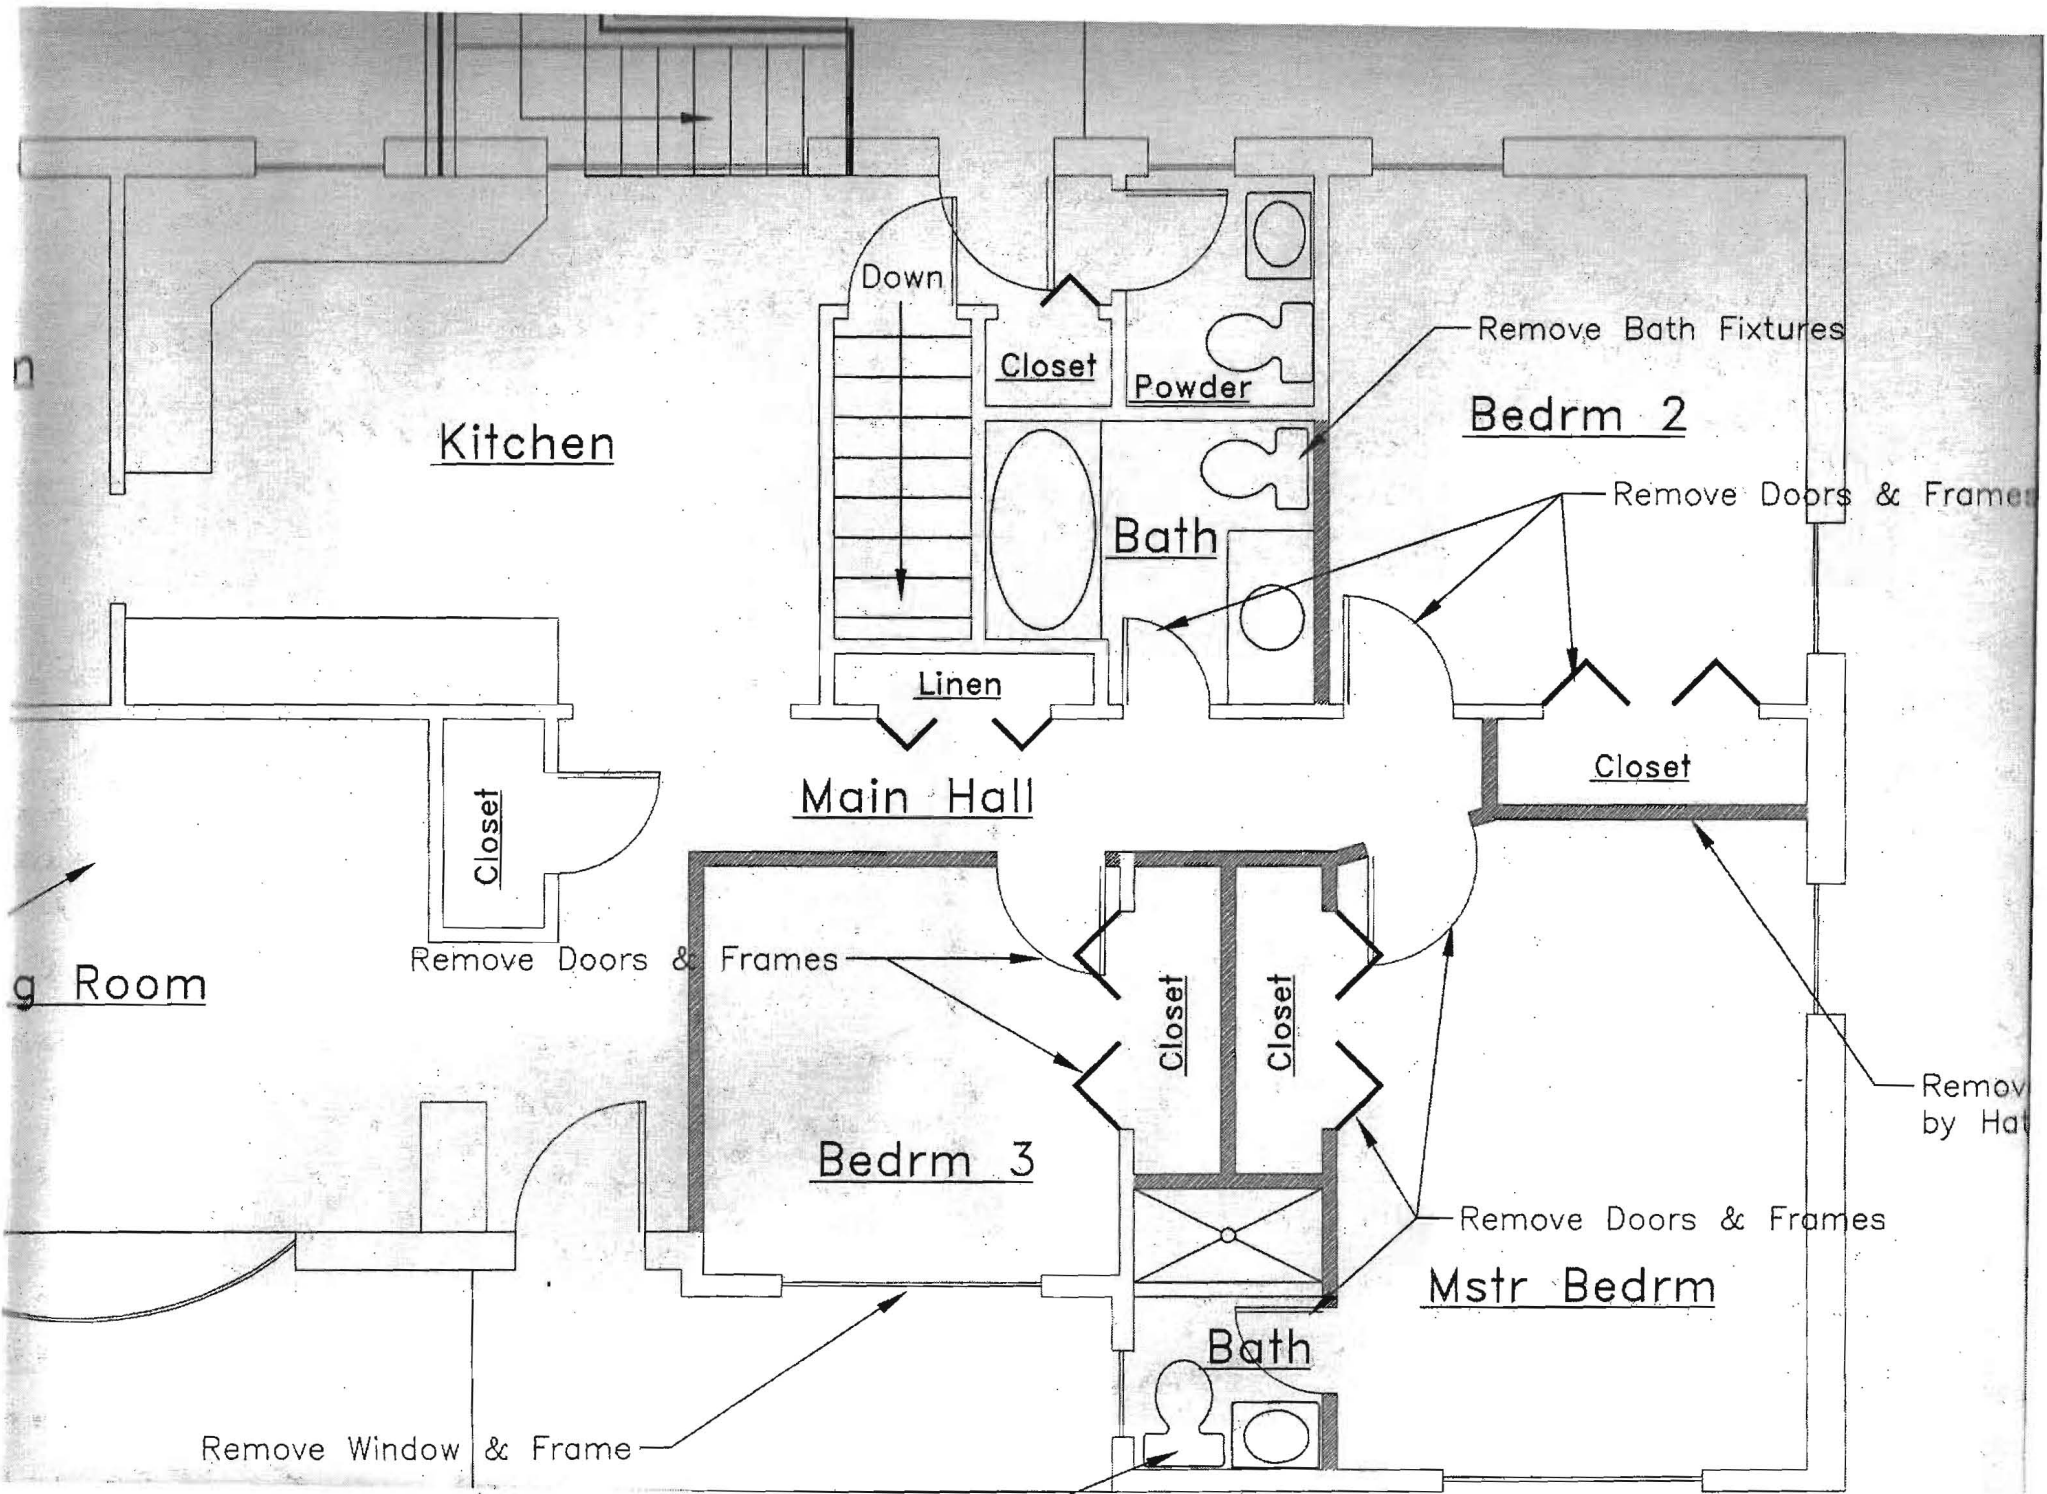 Down
Remove Bath Fixtures
n
Closet
Powder
Bedrm 2
Kitchen
Remove Doors & Frames
Bath
Linen
Closet
Main Hall
Closet
Remove Doors & Frames
g Room
Closet
Closet
Remov
by Hat
Bedrm 3
Remove Doors & Frames
Mstr Bedrm
Bath
Remove Window & Frame